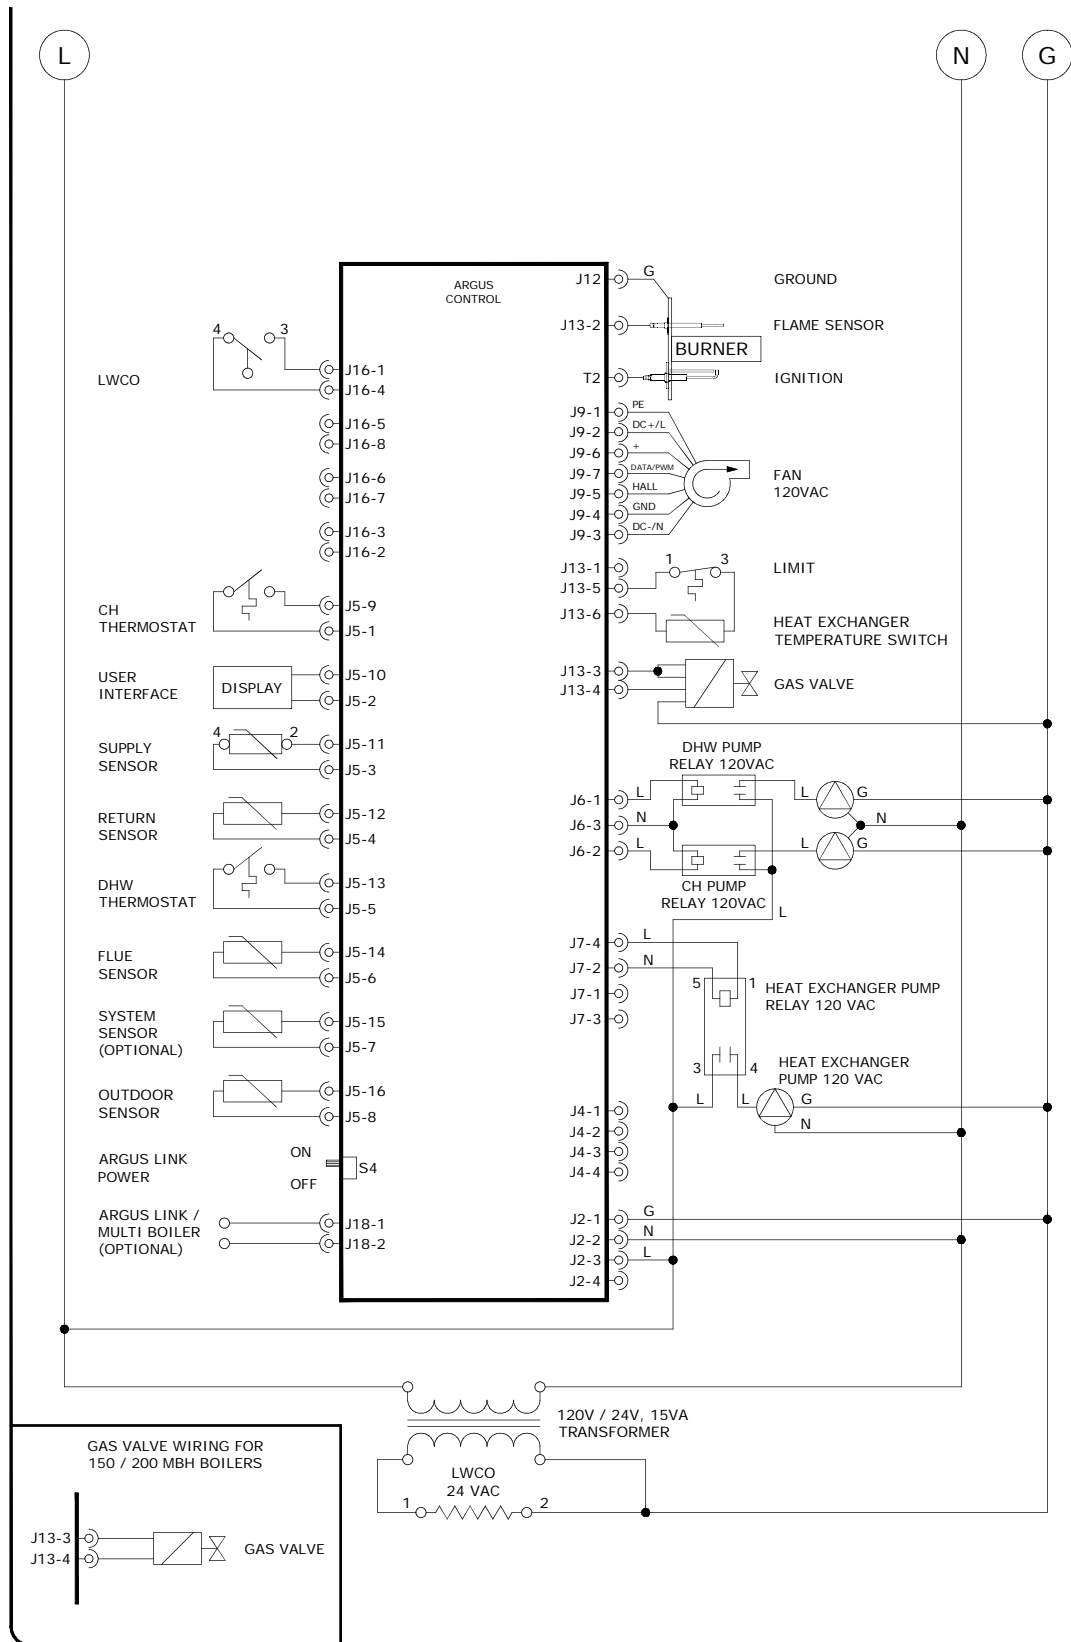 L
N
G
ARGUS
CONTROL
4
3
LWCO
J16-1
J16-4
J16-5
J16-8
J16-6
J16-7
J16-3
J16-2
CH
THERMOSTAT
J5-9
J5-1
USER
INTERFACE
DISPLAY
J5-10
J5-2
SUPPLY
SENSOR
4
2
J5-11
J5-3
RETURN
SENSOR
J5-12
J5-4
DHW
THERMOSTAT
J5-13
J5-5
FLUE
SENSOR
J5-14
J5-6
SYSTEM
SENSOR
(OPTIONAL)
J5-15
J5-7
OUTDOOR
SENSOR
J5-16
J5-8
ARGUS LINK
POWER
ON
OFF
S4
ARGUS LINK /
MULTI BOILER
(OPTIONAL)
J18-1
J18-2
J12
G
GROUND
J13-2
FLAME SENSOR
BURNER
T2
IGNITION
J9-1
PE
J9-2
DC+/L
J9-6
+
J9-7
DATA/PWM
J9-5
HALL
J9-4
GND
J9-3
DC-/N
FAN
120VAC
J13-1
J13-5
J13-6
1
3
LIMIT
HEAT EXCHANGER
TEMPERATURE SWITCH
J13-3
J13-4
GAS VALVE
DHW PUMP
RELAY 120VAC
J6-1
L
L
G
J6-3
N
N
J6-2
L
L
G
CH PUMP
RELAY 120VAC
L
J7-4
L
J7-2
N
J7-1
J7-3
5
1
HEAT EXCHANGER PUMP
RELAY 120 VAC
3
4
HEAT EXCHANGER
PUMP 120 VAC
L
L
G
N
J4-1
J4-2
J4-3
J4-4
J2-1
G
J2-2
N
J2-3
L
J2-4
120V / 24V, 15VA
TRANSFORMER
LWCO
24 VAC
1
2
GAS VALVE WIRING FOR
150 / 200 MBH BOILERS
J13-3
J13-4
GAS VALVE